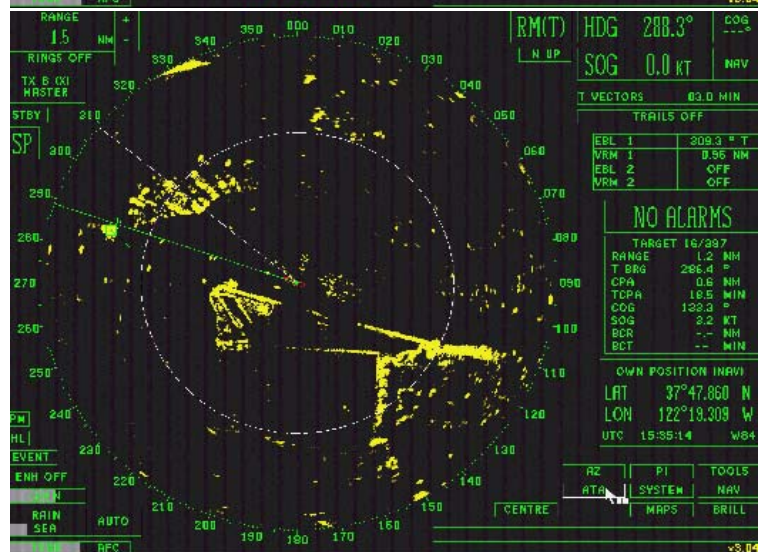 RANGE +
1.5 NM -
RINGS OFF
TX B (X)
MASTER
STBY
SP
RM(T)
N UP
HDG 288.3°
COG
---°
SOG 0.0 KT
NAV
T VECTORS 03.0 MIN
TRAILS OFF
EBL 1 309.3 ° T
VRM 1 0.95 NM
EBL 2 OFF
VRM 2 OFF
NO ALARMS
TARGET 16/397
RANGE 1.2 NM
T BRG 286.4 °
CPA 0.6 NM
TCPA 18.5 MIN
COG 133.3 °
SOG 3.2 KT
BCR -.- NM
BCT -- MIN
OWN POSITION (NAV)
LAT 37°47.860 N
LON 122°19.309 W
UTC 15:35:14 W84
AZ PI TOOLS
ATA SYSTEM NAV
MAPS BRILL
CENTRE
000
010
020
030
040
050
060
070
080
090
100
110
120
130
140
150
160
170
180
190
200
210
220
230
240
250
260
270
280
290
300
310
320
330
340
350
PM
HL
EVENT
ENH OFF
RAIN
SEA AUTO
AFC
v3.04